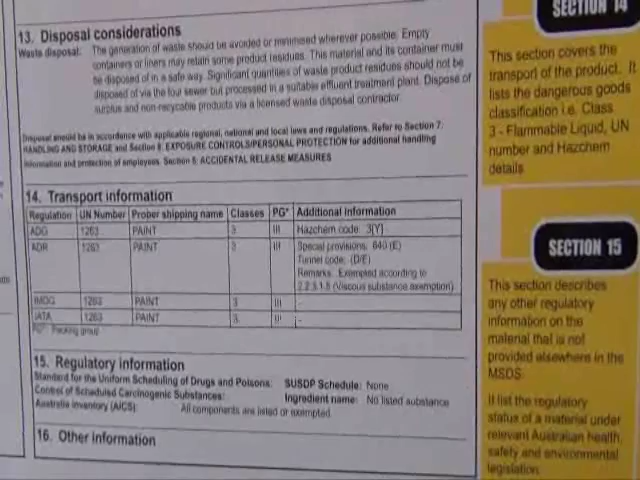 13. Disposal considerations
Waste disposal: The generation of waste should be avoided or minimised wherever possible. Empty
containers or liners may retain some product residues. This material and its container must
be disposed of in a safe way. Significant quantities of waste product residues should not be
disposed of via the foul sewer but processed in a suitable effluent treatment plant. Dispose of
surplus and non-recycable products via a licensed waste disposal contractor.
Disposal should be in accordance with applicable regional, national and local laws and regulations. Refer to Section 7:
HANDLING AND STORAGE and Section 8: EXPOSURE CONTROLS/PERSONAL PROTECTION for additional handling
information and protection of employees. Section 6: ACCIDENTAL RELEASE MEASURES
14. Transport information
Regulation UN Number Proper shipping name Classes PG* Additional information
ADG 1263 PAINT 3 III Hazchem code: 3[Y]
ADR 1263 PAINT 3 III Special provisions: 640 (E)
Tunnel code: (D/E)
Remarks: Exempted according to
2.2.3.1.5 (Viscous substance exemption)
IMDG 1263 PAINT 3 III -
IATA 1263 PAINT 3 III -
PG* : Packing group
15. Regulatory information
Standard for the Uniform Scheduling of Drugs and Poisons: SUSDP Schedule: None
Control of Scheduled Carcinogenic Substances: Ingredient name: No listed substance
Australia inventory (AICS): All components are listed or exempted.
16. Other information
SECTION 14
This section covers the
transport of the product. It
lists the dangerous goods
classification i.e. Class
3 - Flammable Liquid, UN
number and Hazchem
details
SECTION 15
This section describes
any other regulatory
information on the
material that is not
provided elsewhere in the
MSDS.
It list the regulatory
status of a material under
relevant Australian health,
safety and environmental
legislation.